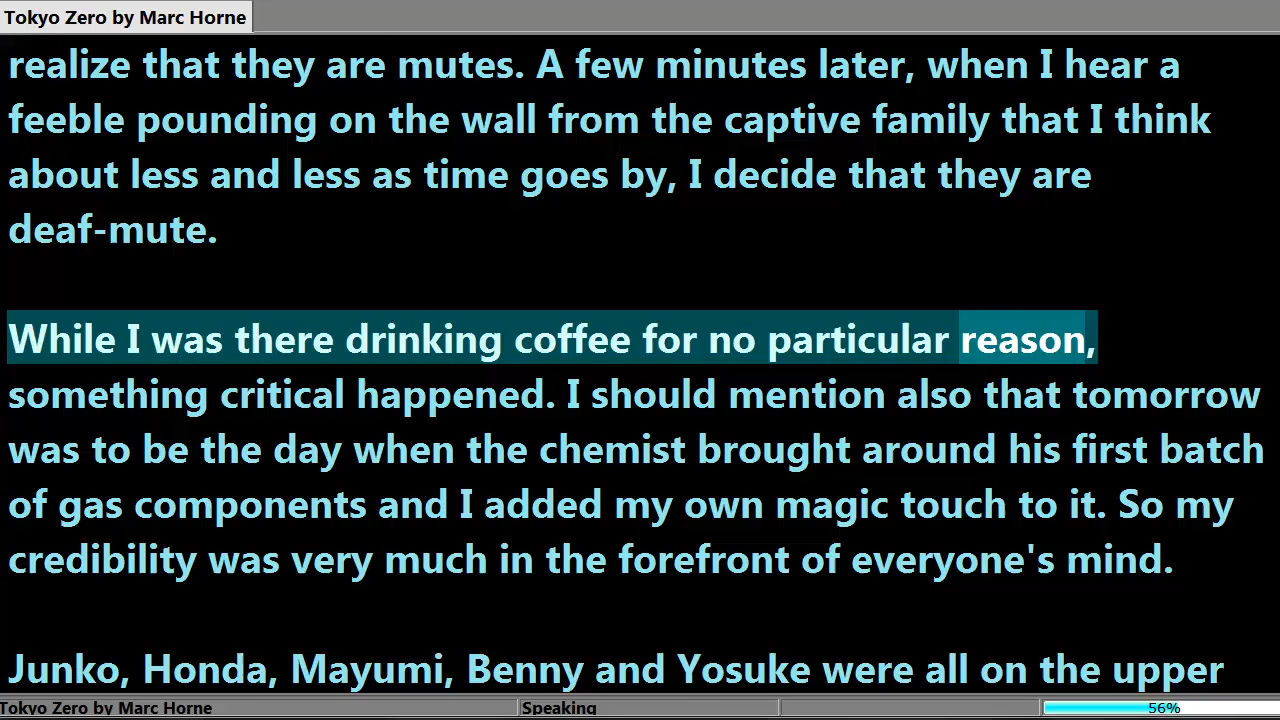 Tokyo Zero by Marc Horne
realize that they are mutes. A few minutes later, when I hear a
feeble pounding on the wall from the captive family that I think
about less and less as time goes by, I decide that they are
deaf-mute.
While I was there drinking coffee for no particular reason,
something critical happened. I should mention also that tomorrow
was to be the day when the chemist brought around his first batch
of gas components and I added my own magic touch to it. So my
credibility was very much in the forefront of everyone's mind.
Junko, Honda, Mayumi, Benny and Yosuke were all on the upper
Tokyo Zero by Marc Horne Speaking 56%